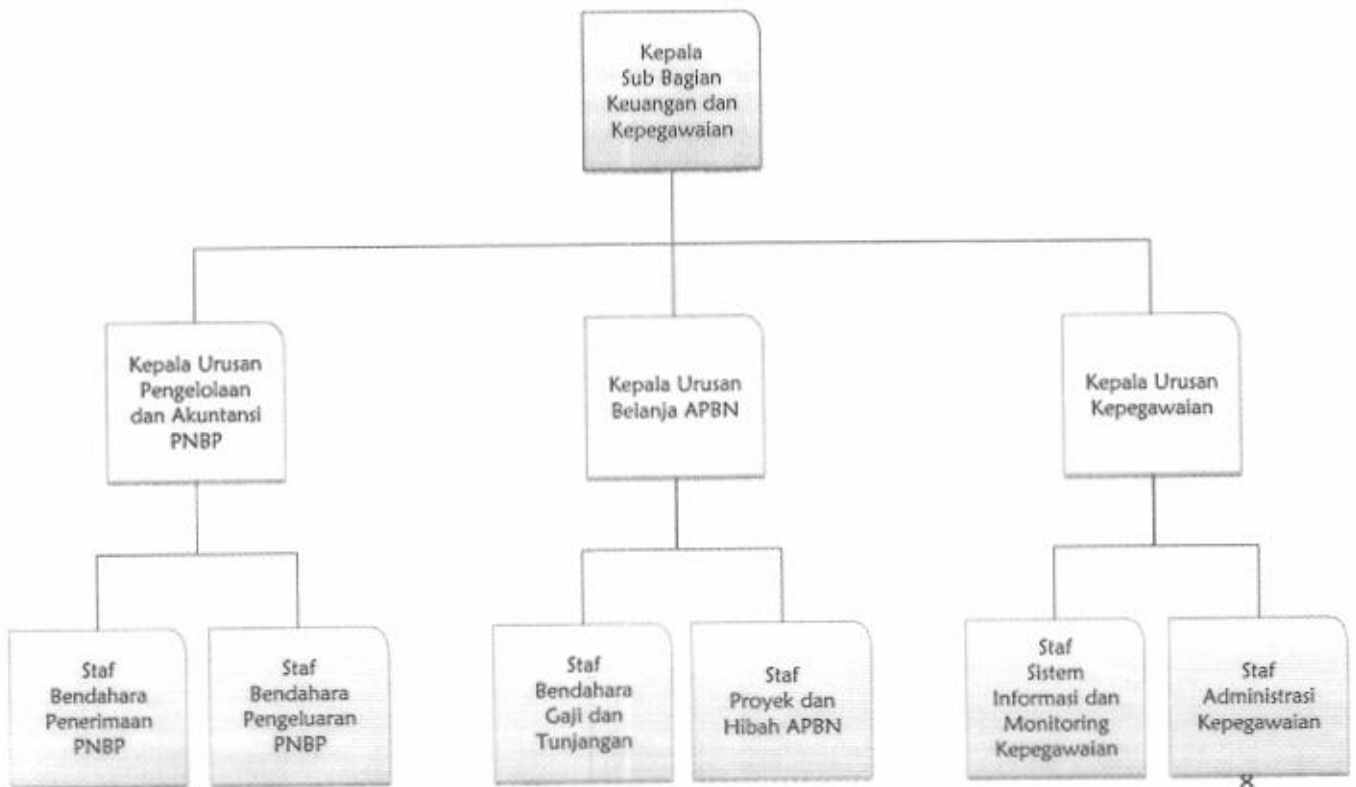 Kepala
Sub Bagian
Keuangan dan
Kepegawaian
Kepala Urusan
Pengelolaan
dan Akuntansi
PNBP
Kepala Urusan
Belanja APBN
Kepala Urusan
Kepegawaian
Staf
Bendahara
Penerimaan
PNBP
Staf
Bendahara
Pengeluaran
PNBP
Staf
Bendahara
Gaji dan
Tunjangan
Staf
Proyek dan
Hibah APBN
Staf
Sistem
Informasi dan
Monitoring
Kepegawaian
Staf
Administrasi
Kepegawaian
8